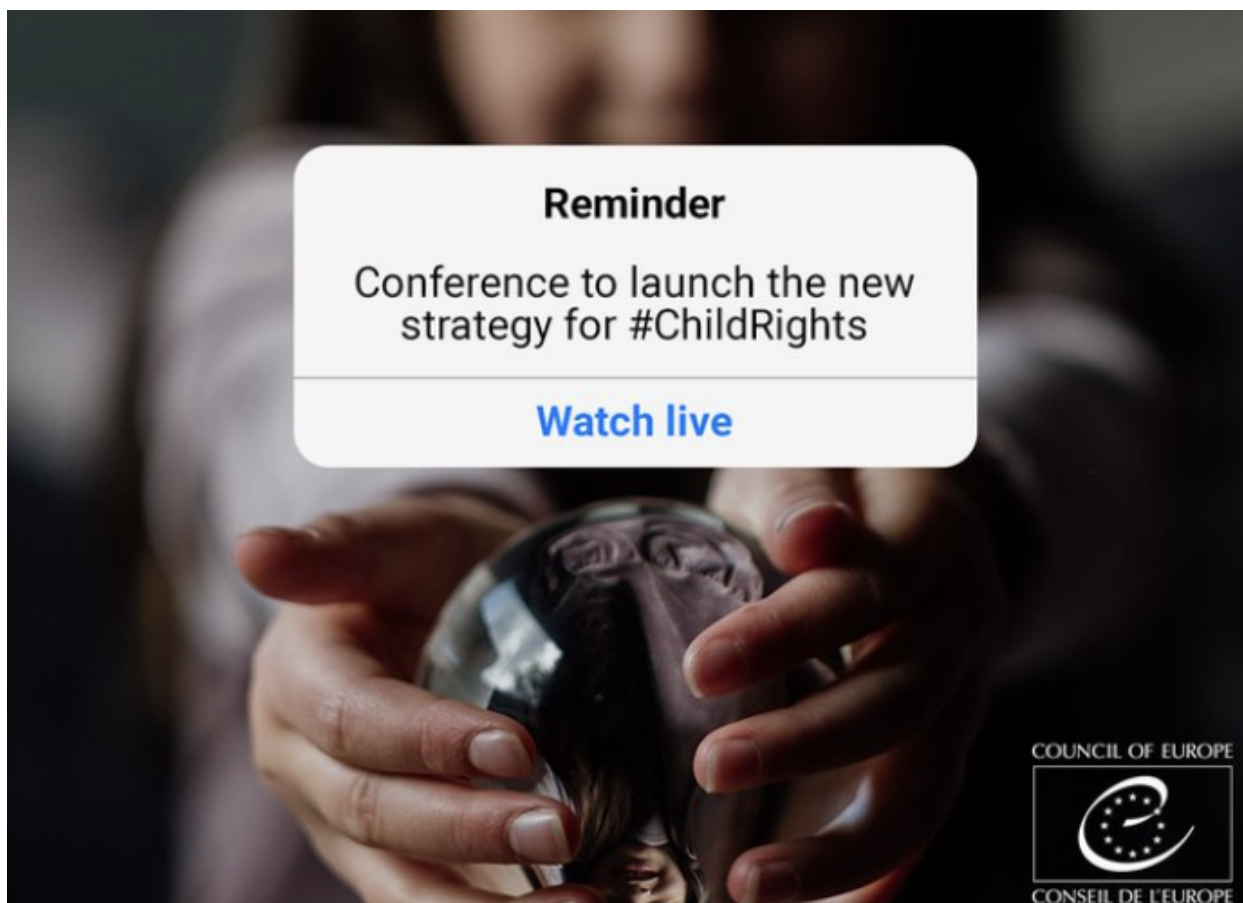 Reminder
Conference to launch the new
strategy for #ChildRights
Watch live
COUNCIL OF EUROPE
CONSEIL DE L'EUROPE